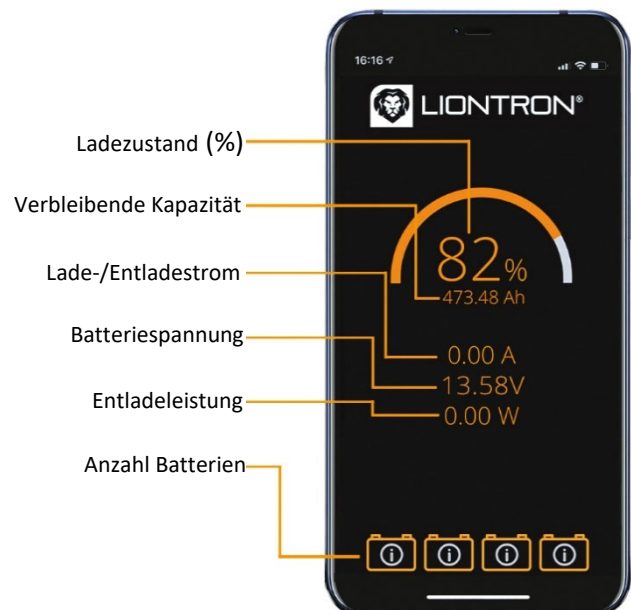 16:16
LIONTRON®
Ladezustand (%)
Verbleibende Kapazität
82%
Lade-/Entladestrom
473.48 Ah
Batteriespannung
0.00 A
13.58V
Entladeleistung
0.00 W
Anzahl Batterien
i i i i